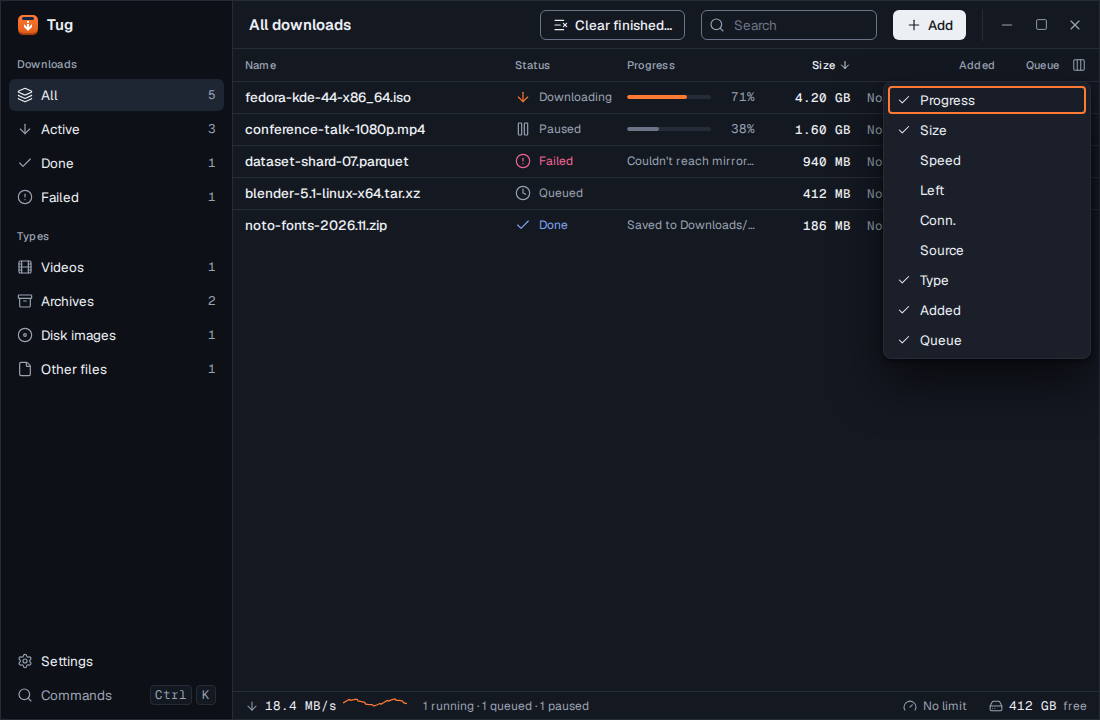 Tug
Downloads
All 5
Active 3
Done 1
Failed 1
Types
Videos 1
Archives 2
Disk images 1
Other files 1
Settings
Commands Ctrl K
All downloads
Clear finished…
Search
Add
Name Status Progress Size Added Queue
fedora-kde-44-x86_64.iso Downloading 71% 4.20 GB No
conference-talk-1080p.mp4 Paused 38% 1.60 GB No
dataset-shard-07.parquet Failed Couldn't reach mirror… 940 MB No
blender-5.1-linux-x64.tar.xz Queued 412 MB No
noto-fonts-2026.11.zip Done Saved to Downloads/… 186 MB No
Progress
Size
Speed
Left
Conn.
Source
Type
Added
Queue
18.4 MB/s 1 running · 1 queued · 1 paused No limit 412 GB free